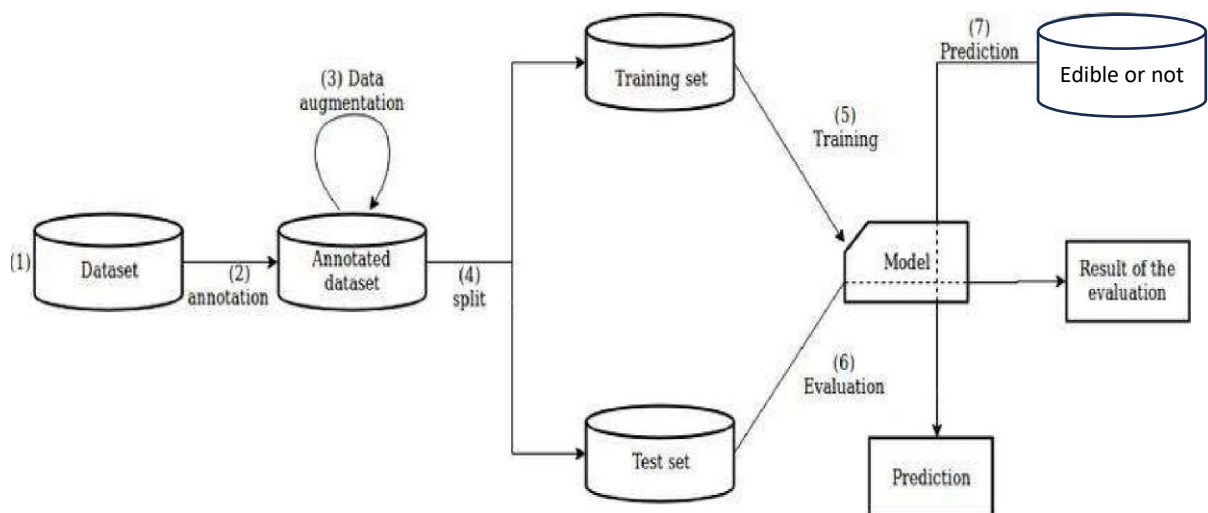 (1)
Dataset
(2)
annotation
(3) Data
augmentation
Annotated
dataset
(4)
split
Training set
Test set
(5)
Training
(6)
Evaluation
Model
(7)
Prediction
Edible or not
Result of the
evaluation
Prediction